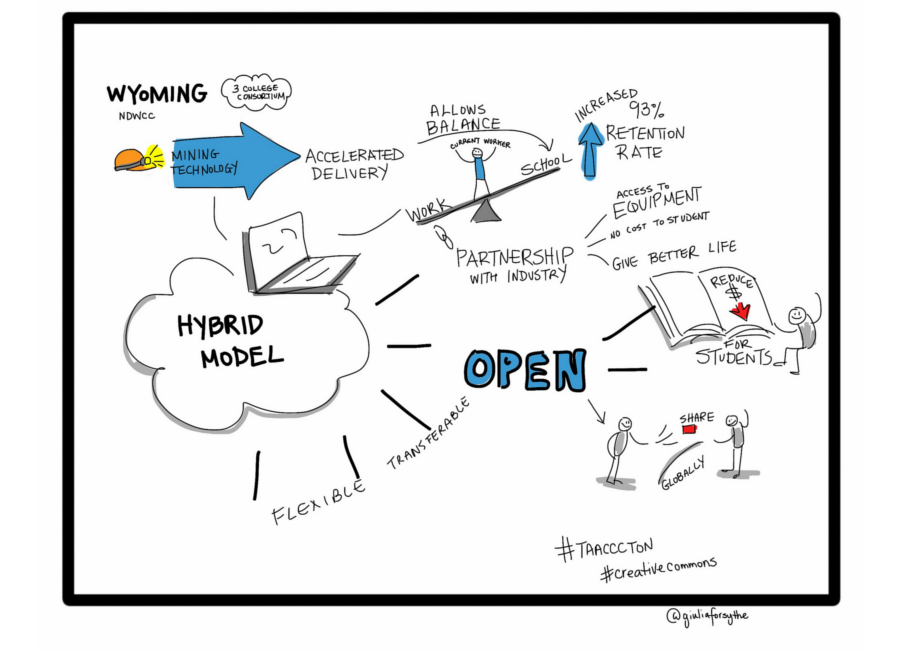 WYOMING
NDWCC
3 COLLEGE
CONSORTIUM
MINING
TECHNOLOGY
ACCELERATED
DELIVERY
ALLOWS
BALANCE
CURRENT WORKER
WORK
SCHOOL
INCREASED
93%
RETENTION
RATE
PARTNERSHIP
WITH INDUSTRY
ACCESS TO
EQUIPMENT
NO COST TO STUDENT
GIVE BETTER LIFE
HYBRID
MODEL
REDUCE
$
FOR
STUDENTS
OPEN
TRANSFERABLE
FLEXIBLE
SHARE
GLOBALLY
#TAACCCTON
#creativecommons
@giuliaforsythe